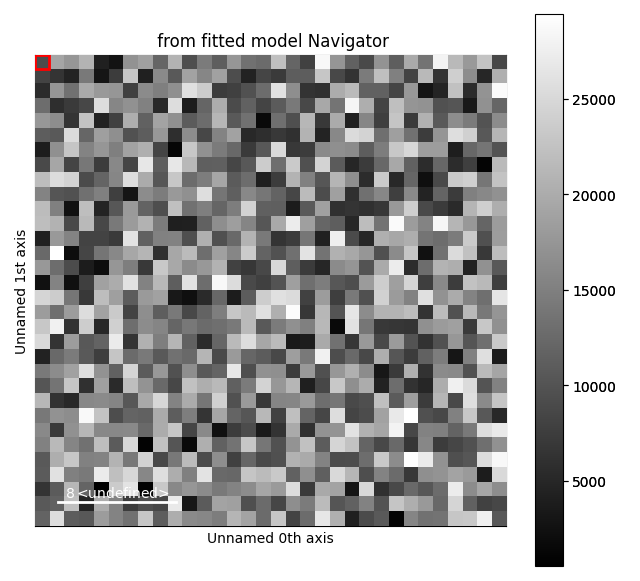 from fitted model Navigator
25000
20000
15000
10000
5000
Unnamed 1st axis
8 <undefined>
Unnamed 0th axis